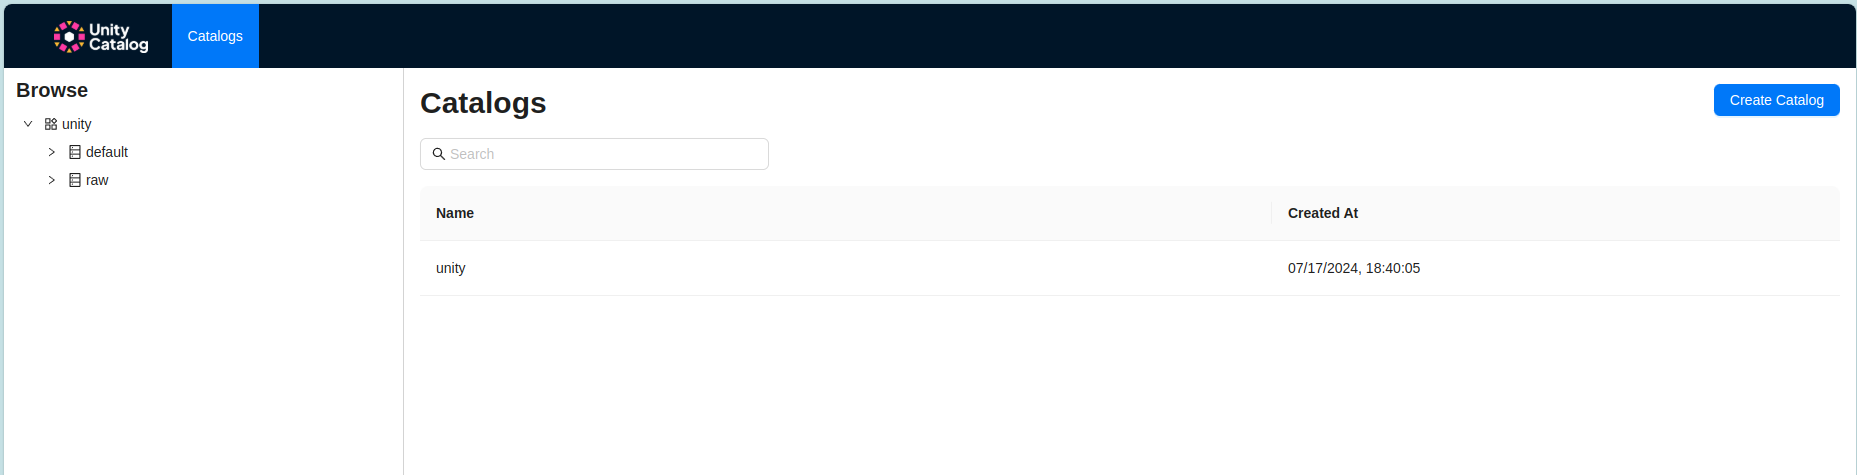 Unity
Catalog
Catalogs
Browse
unity
default
raw
Catalogs
Create Catalog
Search
Name Created At
unity 07/17/2024, 18:40:05